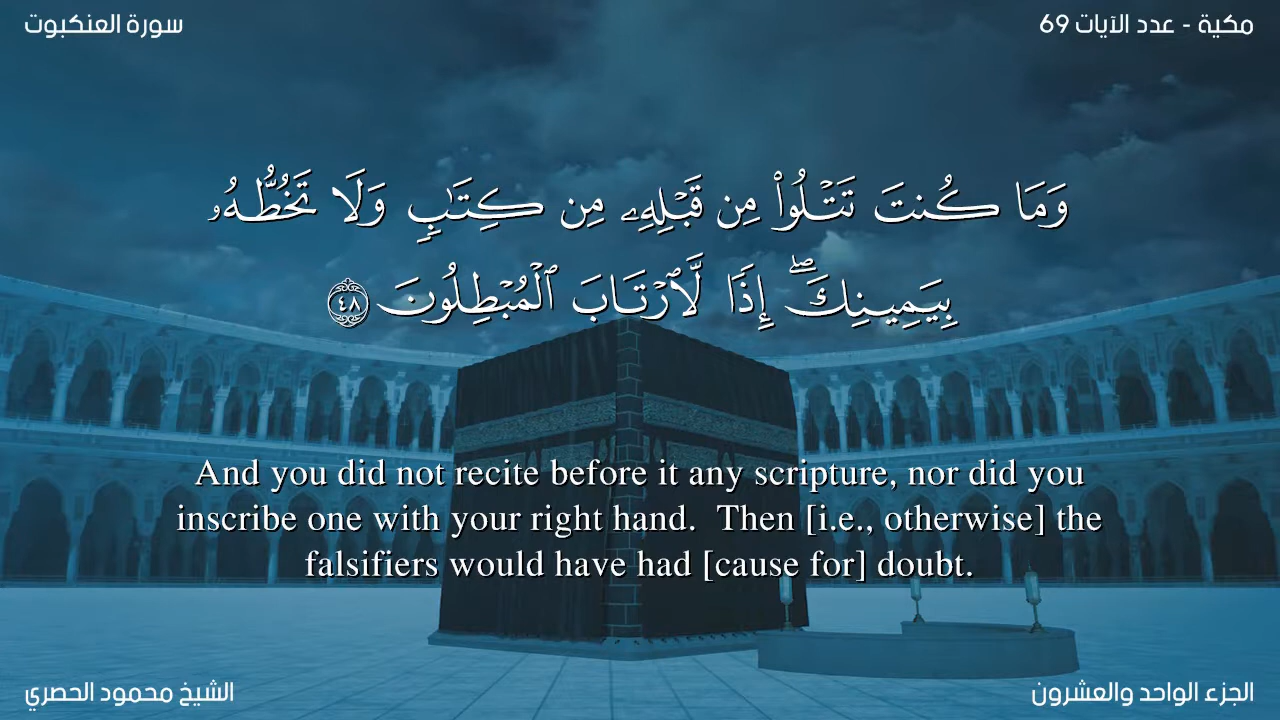 مكية - عدد الآيات 69
سورة العنكبوت
وَمَا كُنتَ تَتْلُوا۟ مِن قَبْلِهِۦ مِن كِتَـٰبٍ وَلَا تَخُطُّهُۥ
بِيَمِينِكَ ۖ إِذًا لَّٱرْتَابَ ٱلْمُبْطِلُونَ ٤٨
And you did not recite before it any scripture, nor did you
inscribe one with your right hand. Then [i.e., otherwise] the
falsifiers would have had [cause for] doubt.
الجزء الواحد والعشرون
الشيخ محمود الحصري